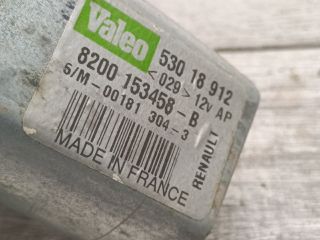 Valeo
530 18 912
<029> 12V AP
8200 153458-B
6/M-00181 304-3
RENAULT
MADE IN FRANCE